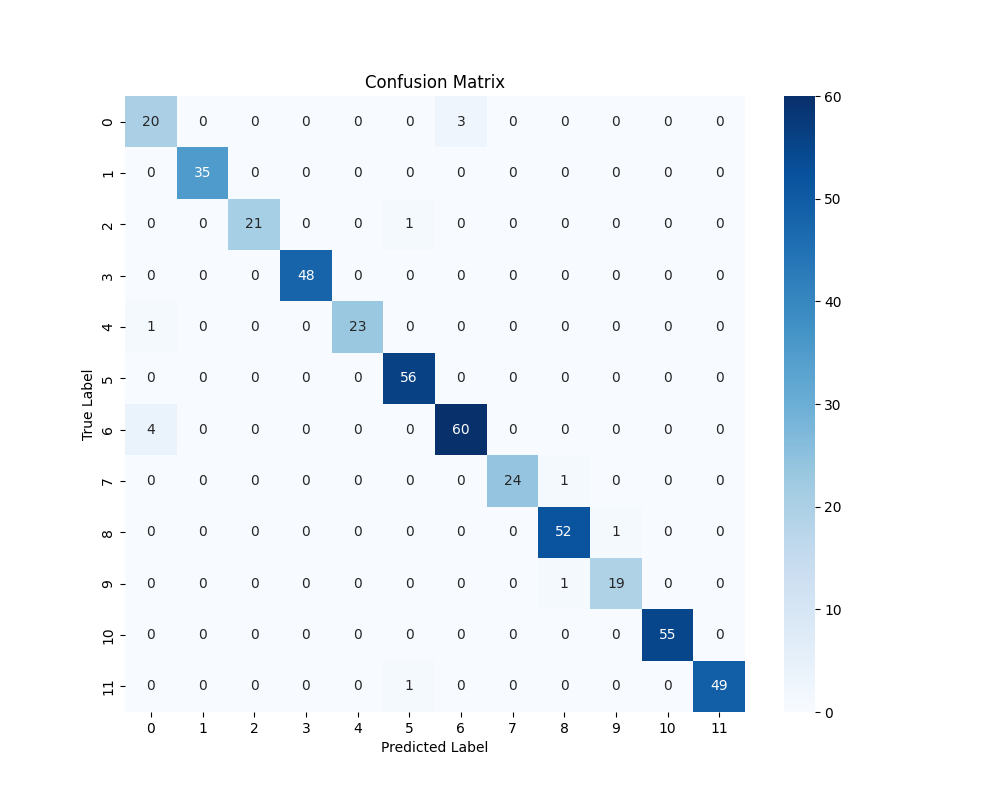 Confusion Matrix
0 20 0 0 0 0 0 3 0 0 0 0 0
1 0 35 0 0 0 0 0 0 0 0 0 0
2 0 0 21 0 0 1 0 0 0 0 0 0
3 0 0 0 48 0 0 0 0 0 0 0 0
4 1 0 0 0 23 0 0 0 0 0 0 0
5 0 0 0 0 0 56 0 0 0 0 0 0
6 4 0 0 0 0 0 60 0 0 0 0 0
7 0 0 0 0 0 0 0 24 1 0 0 0
8 0 0 0 0 0 0 0 0 52 1 0 0
9 0 0 0 0 0 0 0 0 1 19 0 0
10 0 0 0 0 0 0 0 0 0 0 55 0
11 0 0 0 0 0 1 0 0 0 0 0 49
0 1 2 3 4 5 6 7 8 9 10 11
Predicted Label
True Label
60
50
40
30
20
10
0